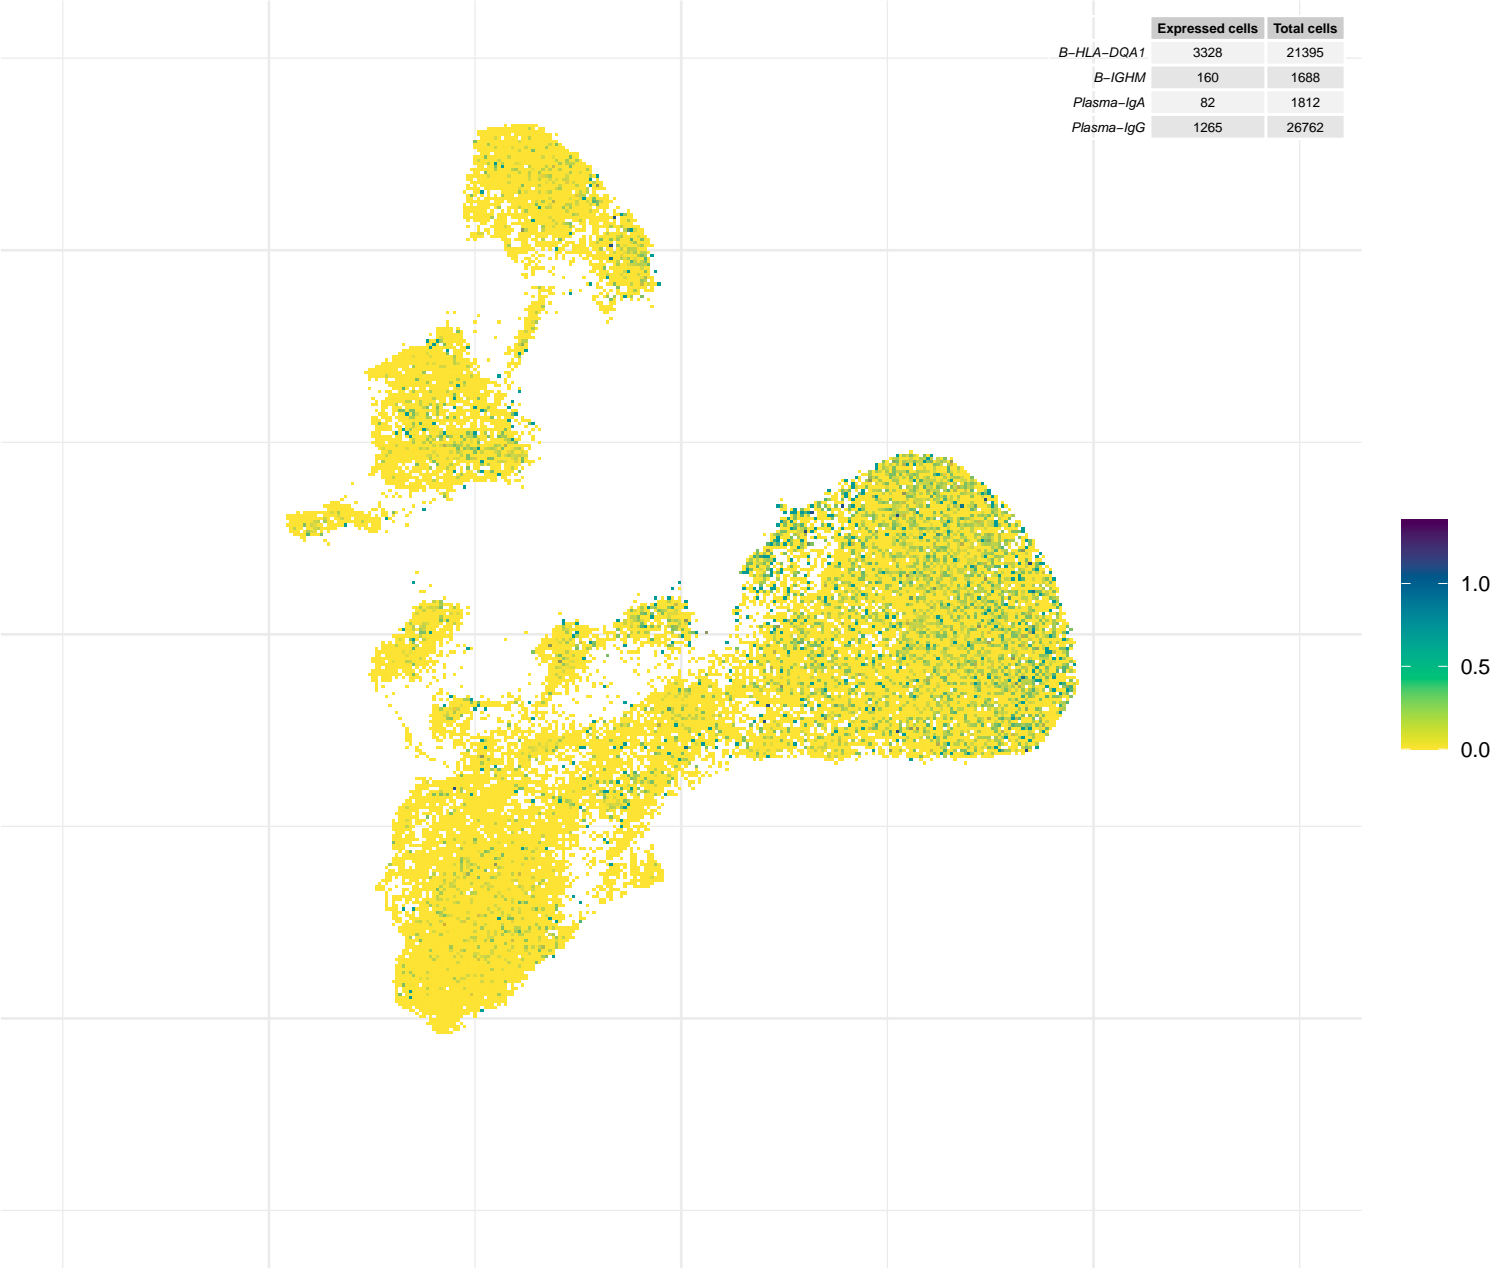 Expressed cells Total cells
B−HLA−DQA1 3328 21395
B−IGHM 160 1688
Plasma−IgA 82 1812
Plasma−IgG 1265 26762
1.0
0.5
0.0